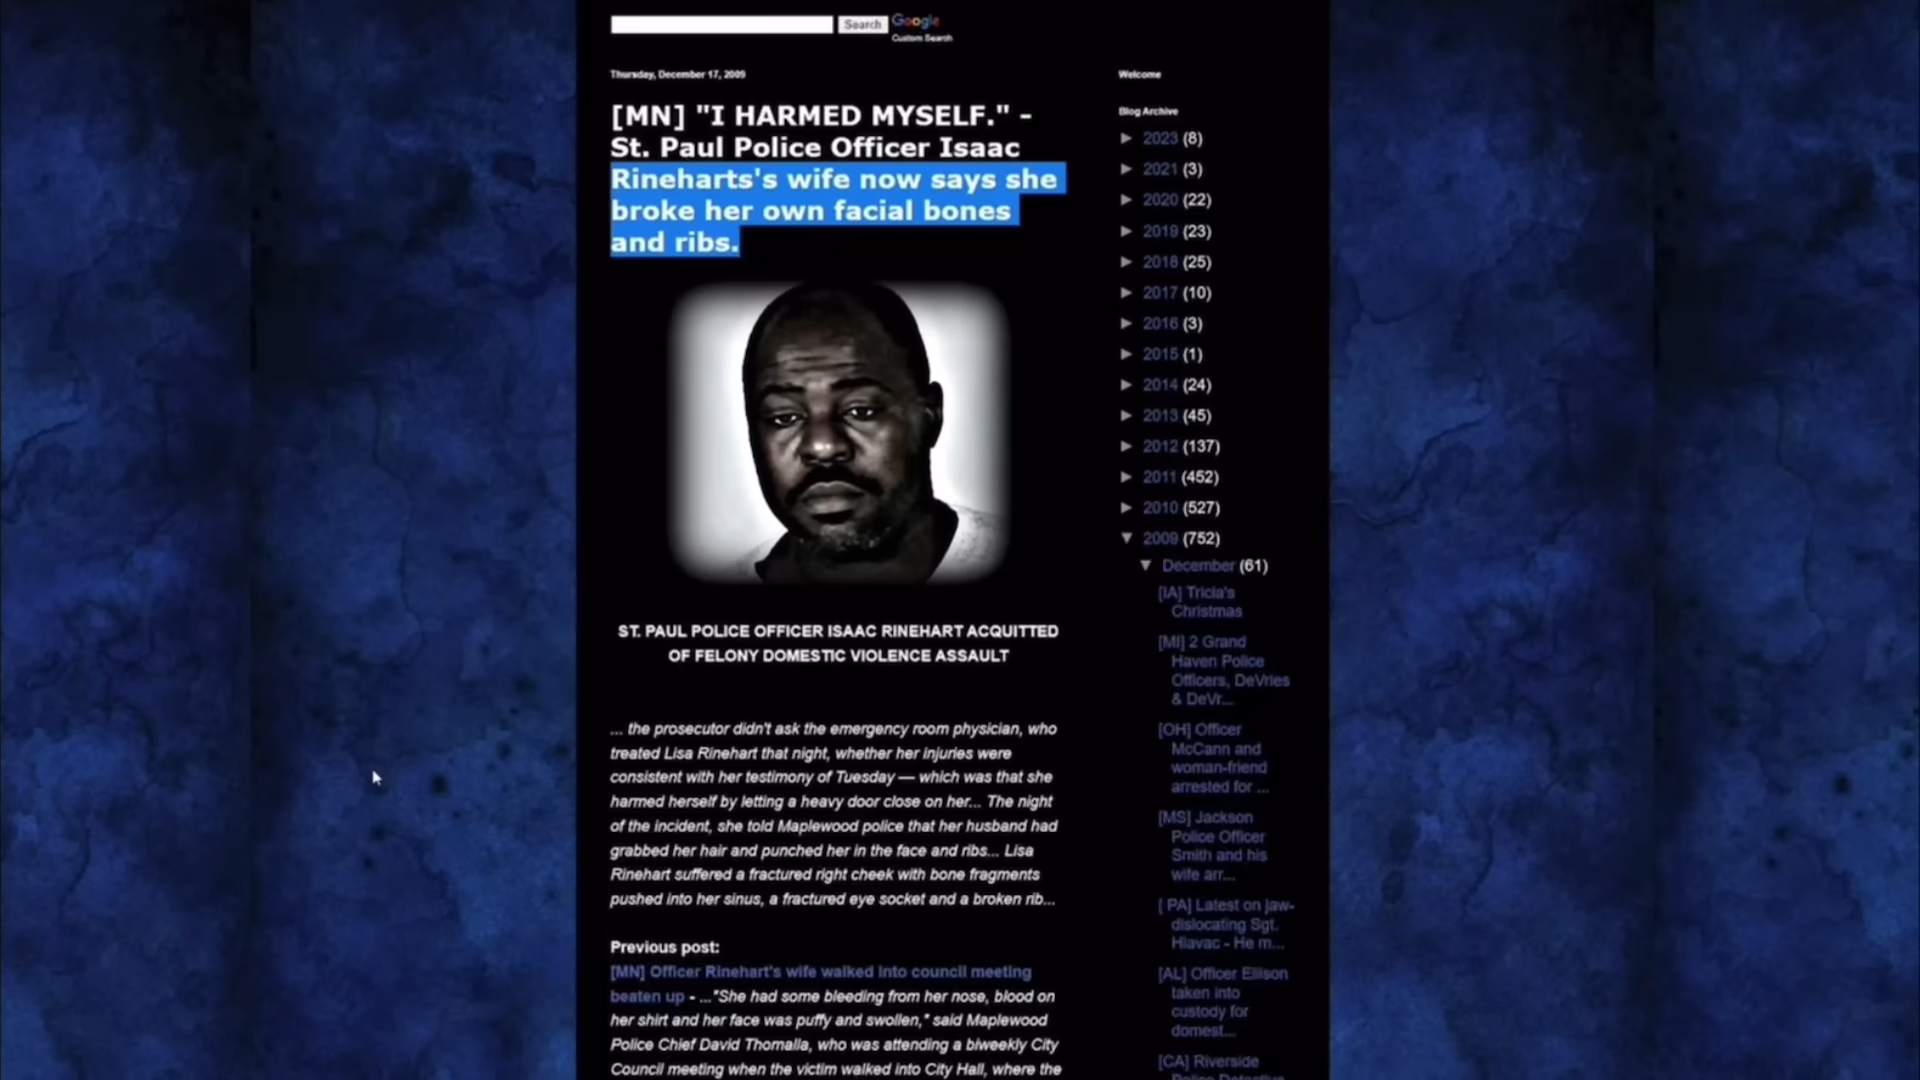 Search Google
Custom Search
Thursday, December 17, 2009
[MN] "I HARMED MYSELF." -
St. Paul Police Officer Isaac
Rineharts's wife now says she
broke her own facial bones
and ribs.
ST. PAUL POLICE OFFICER ISAAC RINEHART ACQUITTED
OF FELONY DOMESTIC VIOLENCE ASSAULT
... the prosecutor didn't ask the emergency room physician, who
treated Lisa Rinehart that night, whether her injuries were
consistent with her testimony of Tuesday — which was that she
harmed herself by letting a heavy door close on her... The night
of the incident, she told Maplewood police that her husband had
grabbed her hair and punched her in the face and ribs... Lisa
Rinehart suffered a fractured right cheek with bone fragments
pushed into her sinus, a fractured eye socket and a broken rib...
Previous post:
[MN] Officer Rinehart's wife walked into council meeting
beaten up - ..."She had some bleeding from her nose, blood on
her shirt and her face was puffy and swollen," said Maplewood
Police Chief David Thomalla, who was attending a biweekly City
Council meeting when the victim walked into City Hall, where the
Welcome
Blog Archive
► 2023 (8)
► 2021 (3)
► 2020 (22)
► 2019 (23)
► 2018 (25)
► 2017 (10)
► 2016 (3)
► 2015 (1)
► 2014 (24)
► 2013 (45)
► 2012 (137)
► 2011 (452)
► 2010 (527)
▼ 2009 (752)
▼ December (61)
[IA] Tricia's
Christmas
[MI] 2 Grand
Haven Police
Officers, DeVries
& DeVr...
[OH] Officer
McCann and
woman-friend
arrested for ...
[MS] Jackson
Police Officer
Smith and his
wife arr...
[ PA] Latest on jaw-
dislocating Sgt.
Hlavac - He m...
[AL] Officer Ellison
taken into
custody for
domest...
[CA] Riverside
Police Detective